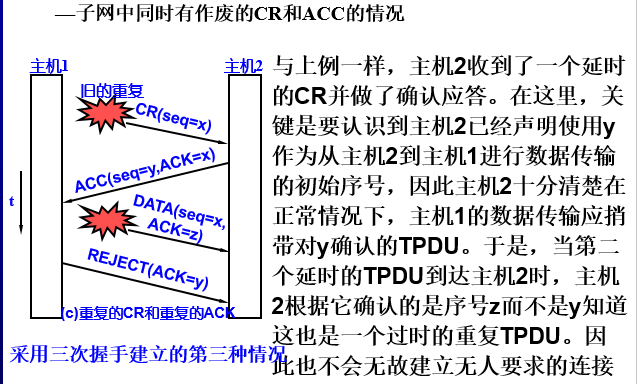 —子网中同时有作废的CR和ACC的情况
主机1
主机2
旧的重复
CR(seq=x)
ACC(seq=y,ACK=x)
t
DATA(seq=x,
ACK=z)
REJECT(ACK=y)
(c)重复的CR和重复的ACK
采用三次握手建立的第三种情况
与上例一样，主机2收到了一个延时
的CR并做了确认应答。在这里，关
键是要认识到主机2已经声明使用y
作为从主机2到主机1进行数据传输
的初始序号，因此主机2十分清楚在
正常情况下，主机1的数据传输应捎
带对y确认的TPDU。于是，当第二
个延时的TPDU到达主机2时，主机
2根据它确认的是序号z而不是y知道
这也是一个过时的重复TPDU。因
此也不会无故建立无人要求的连接